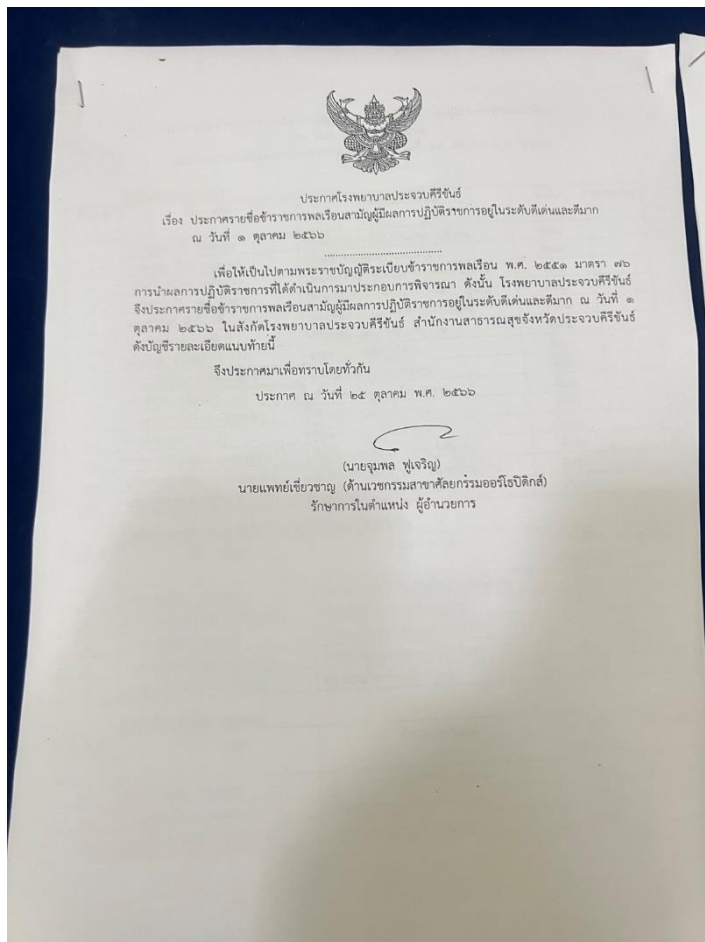 ประกาศโรงพยาบาลประจวบคีรีขันธ์
เรื่อง ประกาศรายชื่อข้าราชการพลเรือนสามัญผู้มีผลการปฏิบัติราชการอยู่ในระดับดีเด่นและดีมาก
ณ วันที่ ๑ ตุลาคม ๒๕๖๖
เพื่อให้เป็นไปตามพระราชบัญญัติระเบียบข้าราชการพลเรือน พ.ศ. ๒๕๕๑ มาตรา ๗๖
การนำผลการปฏิบัติราชการที่ได้ดำเนินการมาประกอบการพิจารณา ดังนั้น โรงพยาบาลประจวบคีรีขันธ์
จึงประกาศรายชื่อข้าราชการพลเรือนสามัญผู้มีผลการปฏิบัติราชการอยู่ในระดับดีเด่นและดีมาก ณ วันที่ ๑
ตุลาคม ๒๕๖๖ ในสังกัดโรงพยาบาลประจวบคีรีขันธ์ สำนักงานสาธารณสุขจังหวัดประจวบคีรีขันธ์
ดังบัญชีรายละเอียดแนบท้ายนี้
จึงประกาศมาเพื่อทราบโดยทั่วกัน
ประกาศ ณ วันที่ ๒๕ ตุลาคม พ.ศ. ๒๕๖๖
(นายจุมพล ฟูเจริญ)
นายแพทย์เชี่ยวชาญ (ด้านเวชกรรมสาขาศัลยกรรมออร์โธปิดิกส์)
รักษาการในตำแหน่ง ผู้อำนวยการ